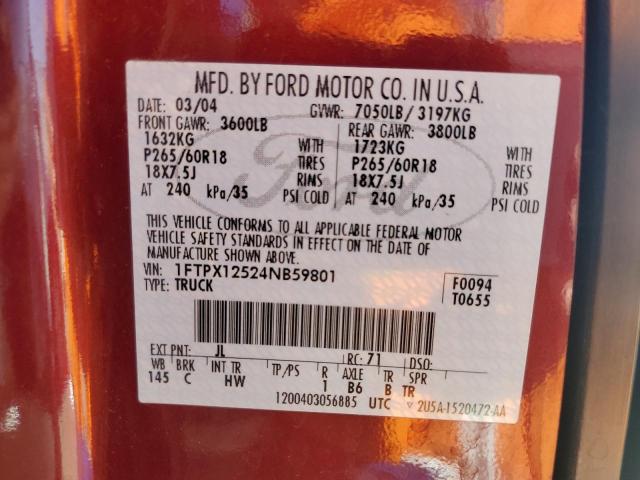 MFD. BY FORD MOTOR CO. IN U.S.A.
DATE: 03/04 GVWR: 7050LB / 3197KG
FRONT GAWR: 3600LB REAR GAWR: 3800LB
1632KG WITH 1723KG WITH
P265/60R18 TIRES P265/60R18 TIRES
18X7.5J RIMS 18X7.5J RIMS
AT 240 kPa/35 PSI COLD AT 240 kPa/35 PSI COLD
Ford
THIS VEHICLE CONFORMS TO ALL APPLICABLE FEDERAL MOTOR
VEHICLE SAFETY STANDARDS IN EFFECT ON THE DATE OF
MANUFACTURE SHOWN ABOVE.
VIN: 1FTPX12524NB59801 F0094
TYPE: TRUCK T0655
EXT PNT: JL RC: 71 DSO:
WB BRK INT TR TP/PS R AXLE TR SPR
145 C HW 1 B6 B TR
1200403056885 UTC ▽ 2U5A-1520472-AA